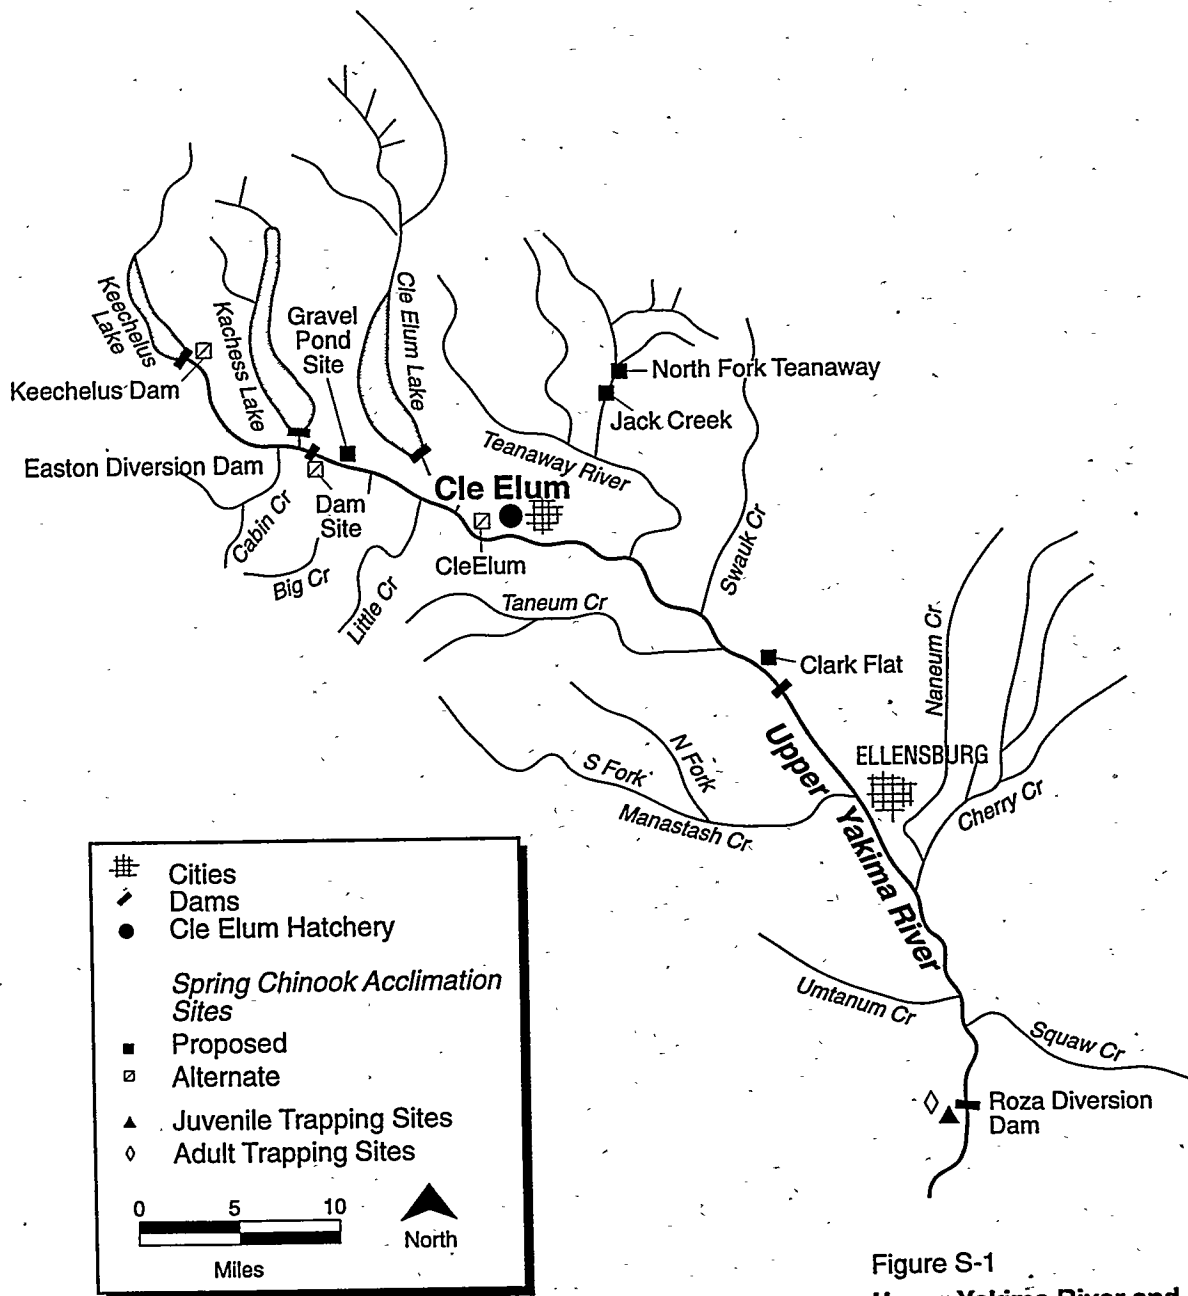 Keechelus
Lake
Kachess Lake
Gravel
Pond
Site
Cle Elum Lake
Keechelus Dam
North Fork Teanaway
Jack Creek
Teanaway River
Easton Diversion Dam
Cle Elum
Dam
Site
Cabin Cr
Big Cr
Little Cr
CleElum
Swauk Cr
Taneum Cr
Clark Flat
Naneum Cr
Upper Yakima River
ELLENSBURG
N Fork
S Fork
Manastash Cr
Cherry Cr
Umtanum Cr
Squaw Cr
Roza Diversion
Dam
Cities
Dams
Cle Elum Hatchery
Spring Chinook Acclimation
Sites
Proposed
Alternate
Juvenile Trapping Sites
Adult Trapping Sites
0 5 10
Miles
North
Figure S-1
Upper Yakima River and